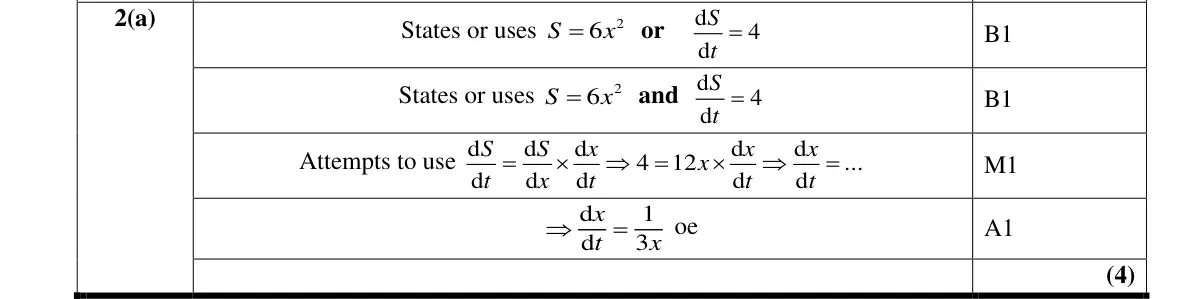 2(a) States or uses S = 6x² or dS/dt = 4 B1
States or uses S = 6x² and dS/dt = 4 B1
Attempts to use dS/dt = dS/dx × dx/dt ⇒ 4 = 12x × dx/dt ⇒ dx/dt = ... M1
⇒ dx/dt = 1/3x oe A1
(4)